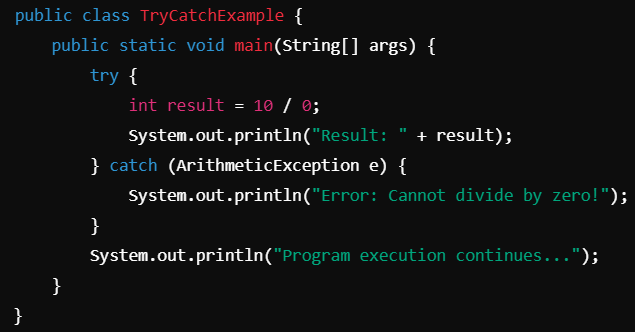 public class TryCatchExample {
    public static void main(String[] args) {
        try {
            int result = 10 / 0;
            System.out.println("Result: " + result);
        } catch (ArithmeticException e) {
            System.out.println("Error: Cannot divide by zero!");
        }
        System.out.println("Program execution continues...");
    }
}